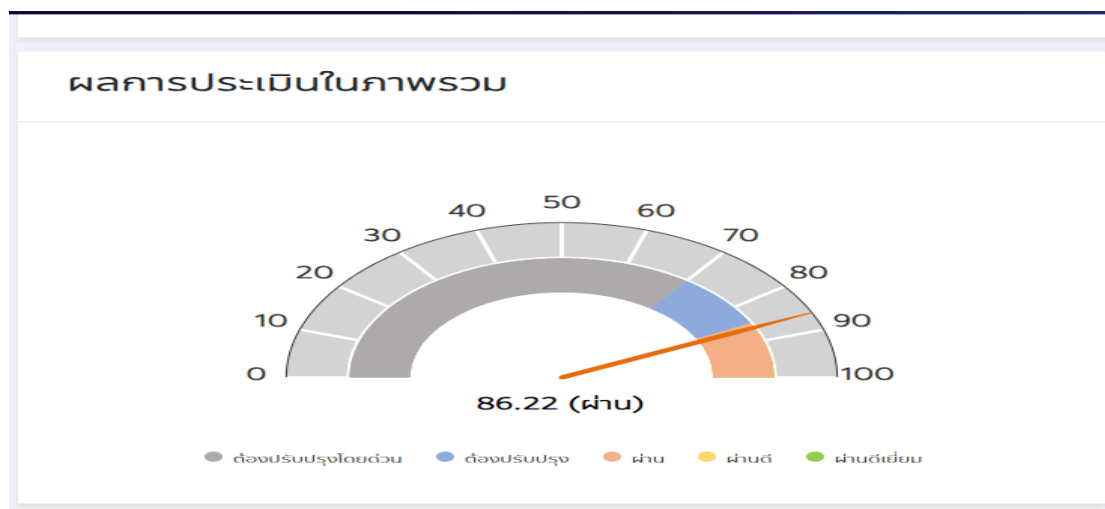 ผลการประเมินในภาพรวม
50
40 60
30 70
20 80
10 90
0 100
86.22 (ผ่าน)
ต้องปรับปรุงโดยด่วน ต้องปรับปรุง ผ่าน ผ่านดี ผ่านดีเยี่ยม